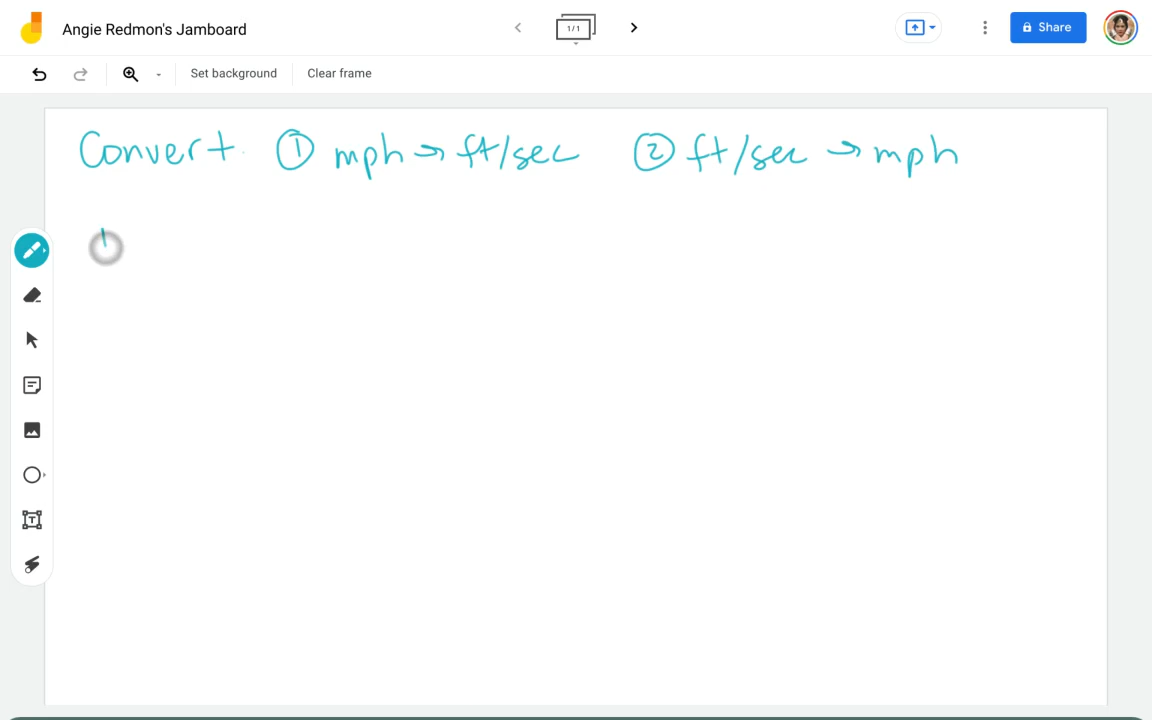 Angie Redmon's Jamboard
1/1
Share
Set background
Clear frame
Convert ① mph → ft/sec ② ft/sec → mph